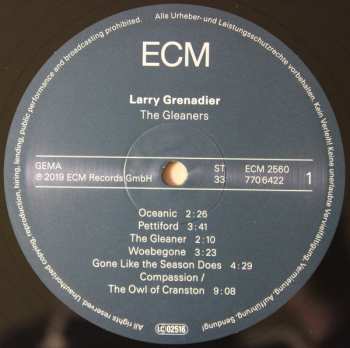 ECM
Larry Grenadier
The Gleaners
GEMA
℗ 2019 ECM Records GmbH
ST
33
ECM 2560
770 6422
1
Oceanic 2:26
Pettiford 3:41
The Gleaner 2:10
Woebegone 3:21
Gone Like the Season Does 4:29
Compassion /
The Owl of Cranston 9:08
LC 02516
All rights reserved. Unauthorized copying, reproduction, hiring, lending, public performance and broadcasting prohibited.
Alle Urheber- und Leistungsschutzrechte vorbehalten. Kein Verleih! Keine unerlaubte Vervielfältigung, Vermietung, Aufführung, Sendung!